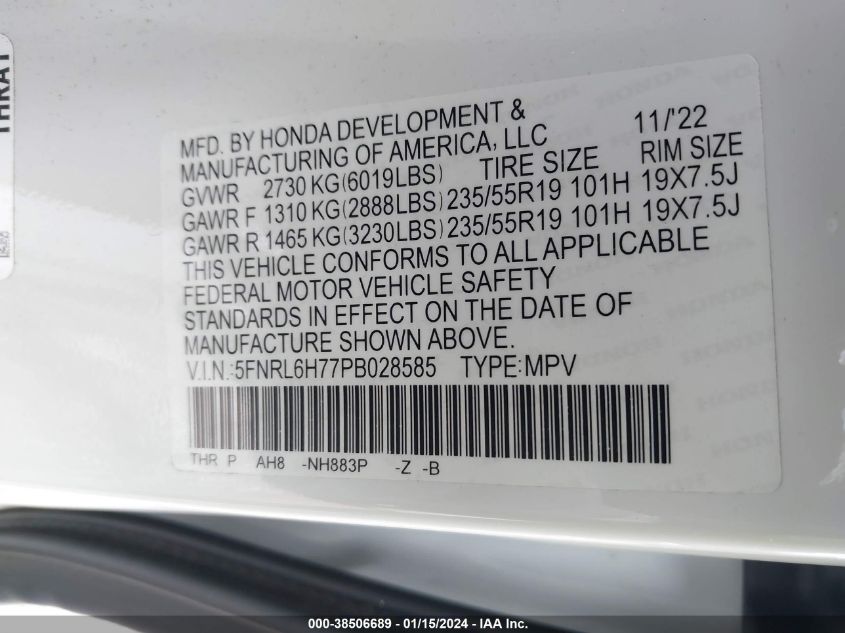 MFD. BY HONDA DEVELOPMENT & 11/'22
MANUFACTURING OF AMERICA, LLC
GVWR 2730 KG(6019LBS) TIRE SIZE RIM SIZE
GAWR F 1310 KG(2888LBS) 235/55R19 101H 19X7.5J
GAWR R 1465 KG(3230LBS) 235/55R19 101H 19X7.5J
THIS VEHICLE CONFORMS TO ALL APPLICABLE
FEDERAL MOTOR VEHICLE SAFETY
STANDARDS IN EFFECT ON THE DATE OF
MANUFACTURE SHOWN ABOVE.
V.I.N.:5FNRL6H77PB028585 TYPE:MPV
THR P AH8 -NH883P -Z -B
THRA1
000-38506689 - 01/15/2024 - IAAI.com